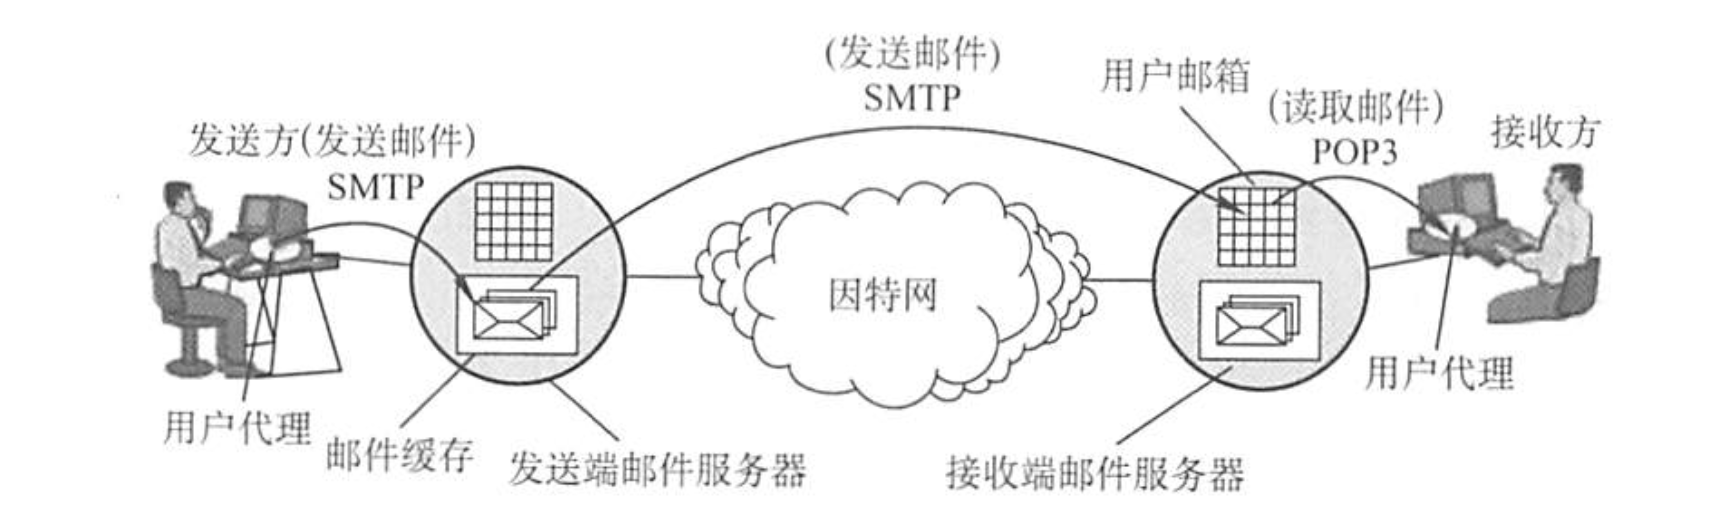 (发送邮件)
SMTP
用户邮箱
(读取邮件)
POP3
接收方
发送方(发送邮件)
SMTP
因特网
用户代理
用户代理
邮件缓存
发送端邮件服务器
接收端邮件服务器